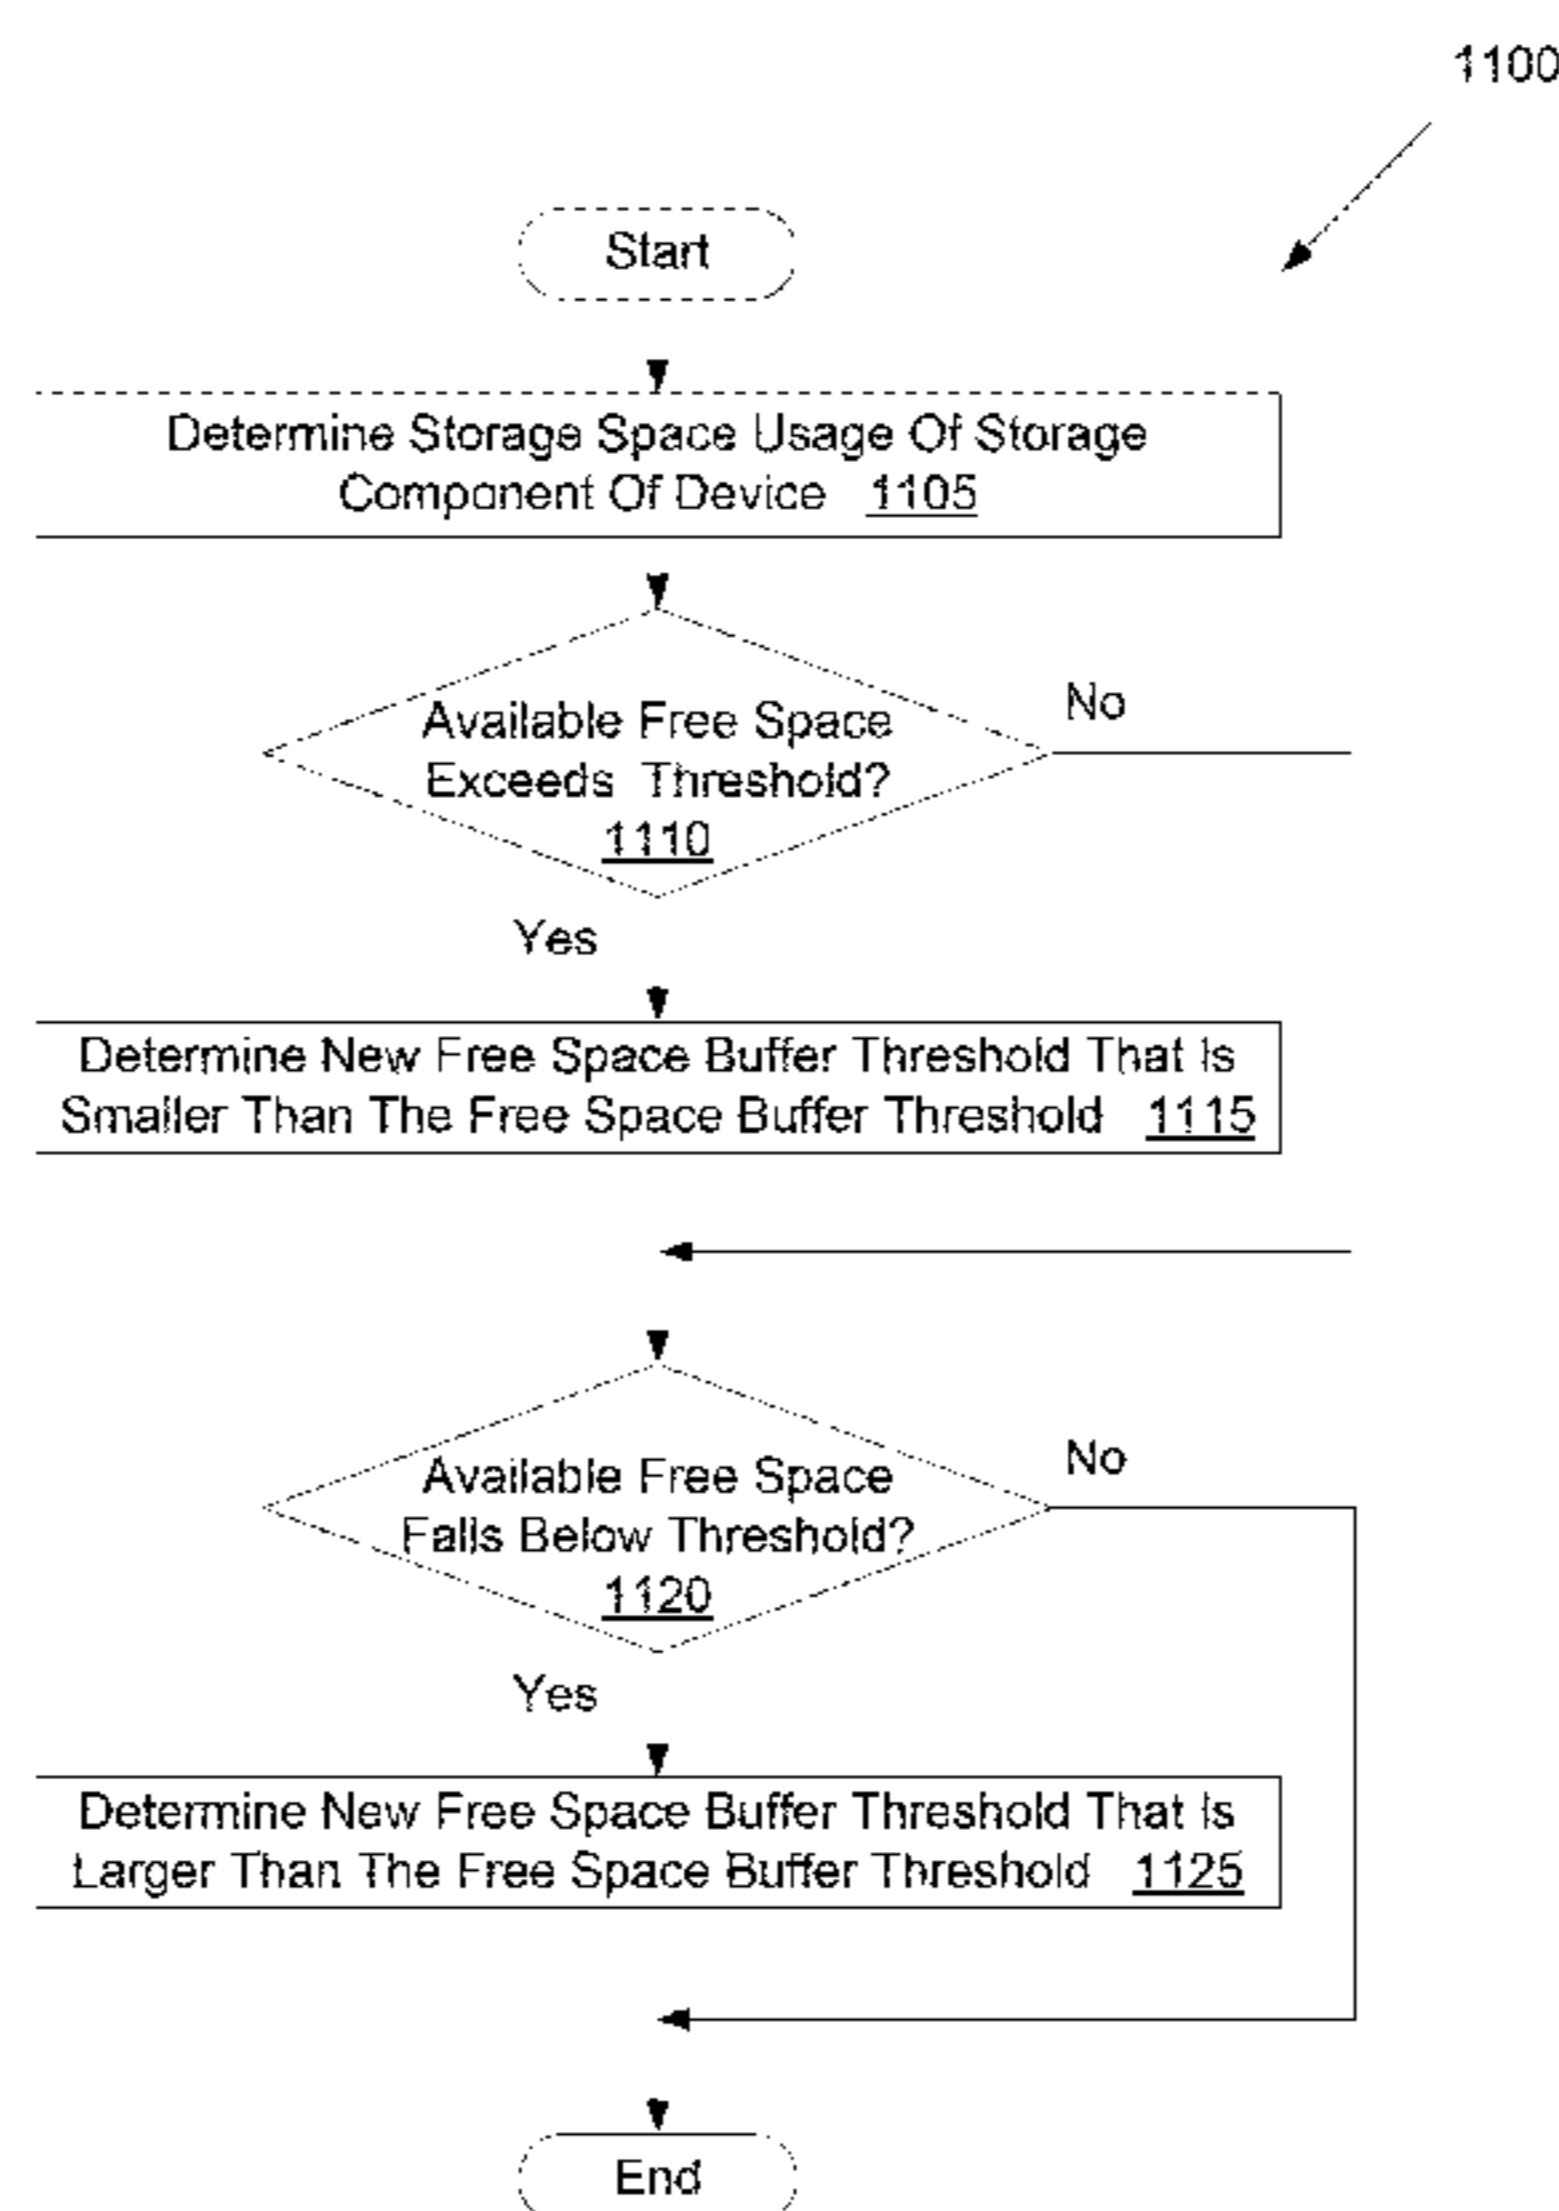 1100
Start
Determine Storage Space Usage Of Storage
Component Of Device 1105
Available Free Space
Exceeds Threshold?
1110
No
Yes
Determine New Free Space Buffer Threshold That Is
Smaller Than The Free Space Buffer Threshold 1115
Available Free Space
Falls Below Threshold?
1120
No
Yes
Determine New Free Space Buffer Threshold That Is
Larger Than The Free Space Buffer Threshold 1125
End